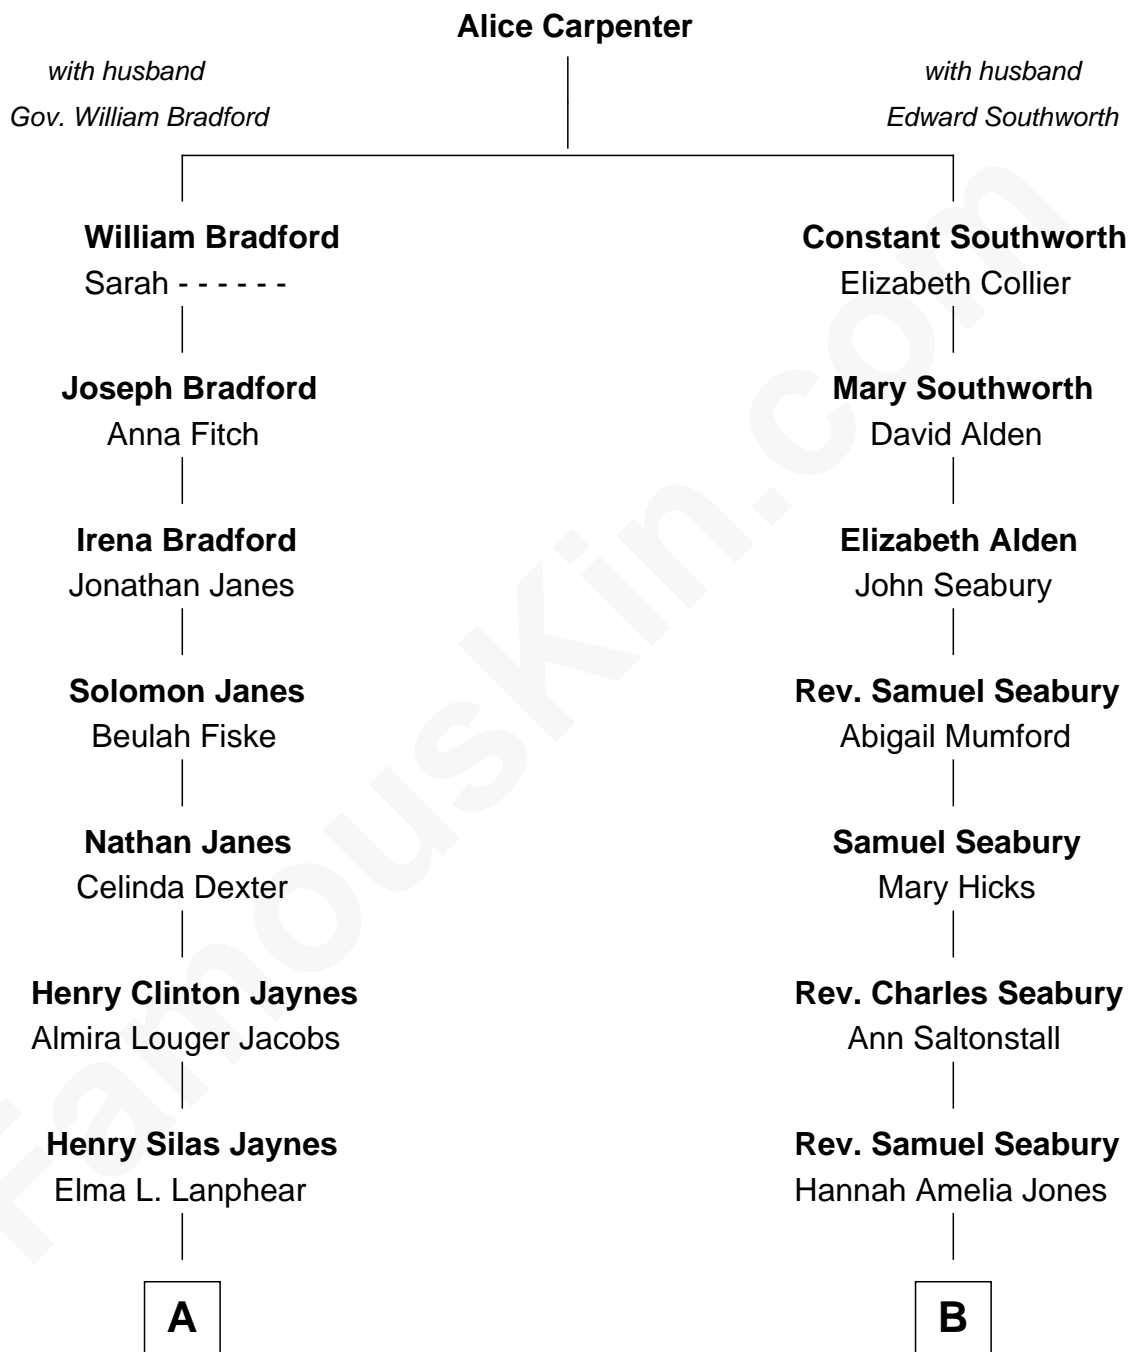 Alice Carpenter
with husband
Gov. William Bradford
with husband
Edward Southworth
William Bradford
Sarah - - - - - -
Constant Southworth
Elizabeth Collier
Joseph Bradford
Anna Fitch
Mary Southworth
David Alden
Irena Bradford
Jonathan Janes
Elizabeth Alden
John Seabury
Solomon Janes
Beulah Fiske
Rev. Samuel Seabury
Abigail Mumford
Nathan Janes
Celinda Dexter
Samuel Seabury
Mary Hicks
Henry Clinton Jaynes
Almira Louger Jacobs
Rev. Charles Seabury
Ann Saltonstall
Henry Silas Jaynes
Elma L. Lanphear
Rev. Samuel Seabury
Hannah Amelia Jones
A
B
FamousKin.com